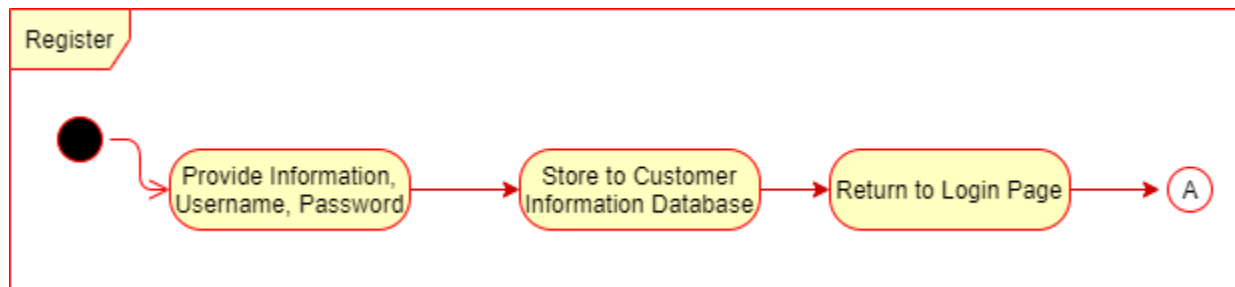 Register
Provide Information,
Username, Password
Store to Customer
Information Database
Return to Login Page
A